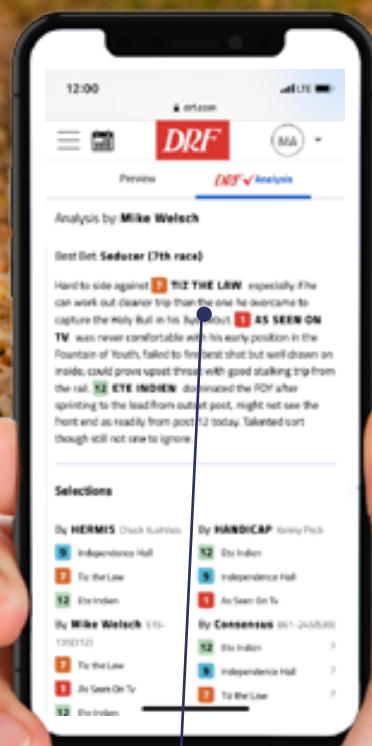 12:00
LTE
drf.com
DRF
MA
Preview
DRF Analysis
Analysis by Mike Welsch
Best Bet Seducer (7th race)
Hard to side against 7 TIZ THE LAW especially if he
can work out cleaner trip than the one he overcame to
capture the Holy Bull in his 3yo debut. 1 AS SEEN ON
TV was never comfortable with his early position in the
Fountain of Youth, failed to fire best shot but well drawn on
inside, could prove upset threat with good stalking trip from
the rail. 12 ETE INDIEN dominated the FOY after
sprinting to the lead from outset post, might not see the
front end as readily from post 12 today. Talented sort
though still not one to ignore.
Selections
By HERMIS Chuck
9 Independence Hall
7 Tiz the Law
12 Ete Indien
By HANDICAP Kenny Peck
12 Ete Indien
9 Independence Hall
1 As Seen On Tv
By Mike Welsch
7 Tiz the Law
1 As Seen On Tv
12 Ete Indien
By Consensus
12 Ete Indien
9 Independence Hall
7 Tiz the Law